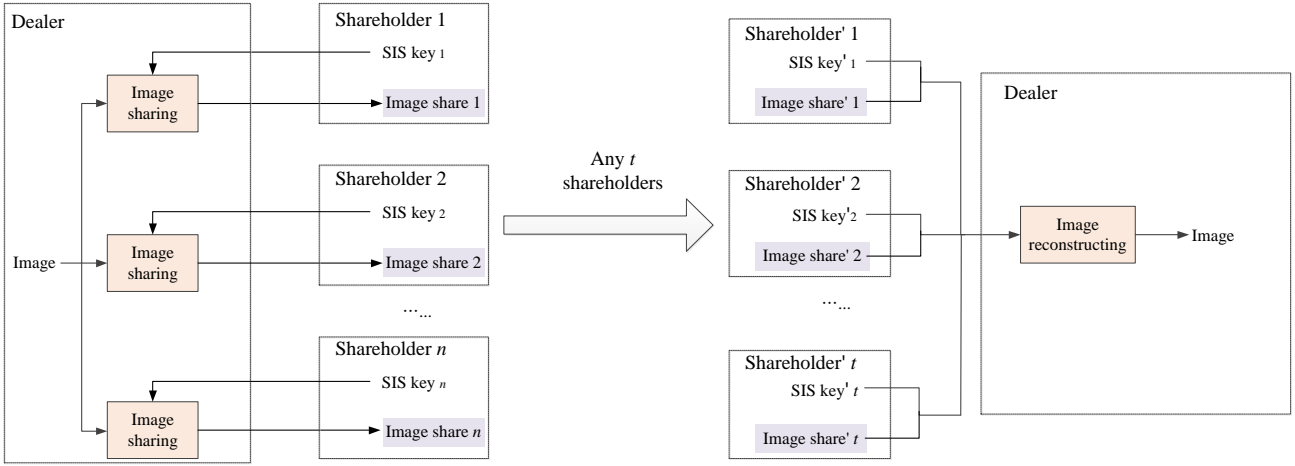 Dealer
Image
Image
sharing
Image
sharing
Image
sharing
Shareholder 1
SIS key 1
Image share 1
Shareholder 2
SIS key 2
Image share 2
... ...
Shareholder n
SIS key n
Image share n
Any t
shareholders
Shareholder' 1
SIS key' 1
Image share' 1
Shareholder' 2
SIS key' 2
Image share' 2
... ...
Shareholder' t
SIS key' t
Image share' t
Dealer
Image
reconstructing
Image